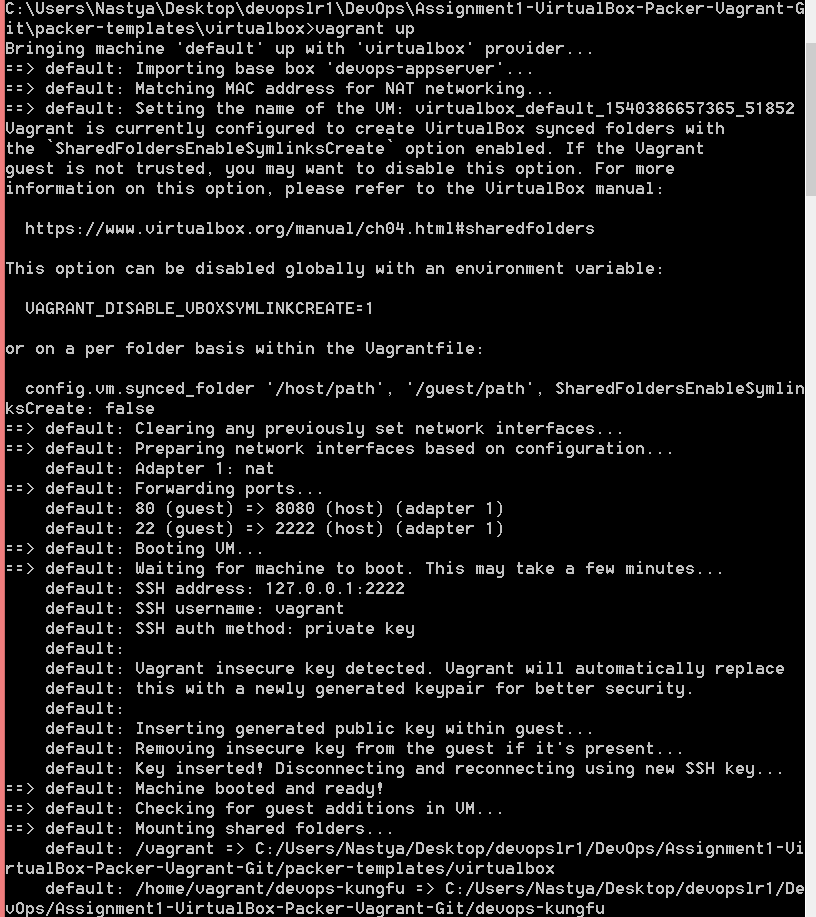 C:\Users\Nastya\Desktop\devopslr1\DevOps\Assignment1-VirtualBox-Packer-Vagrant-G
it\packer-templates\virtualbox>vagrant up
Bringing machine 'default' up with 'virtualbox' provider...
==> default: Importing base box 'devops-appserver'...
==> default: Matching MAC address for NAT networking...
==> default: Setting the name of the VM: virtualbox_default_1540386657365_51852
Vagrant is currently configured to create VirtualBox synced folders with
the `SharedFoldersEnableSymlinksCreate` option enabled. If the Vagrant
guest is not trusted, you may want to disable this option. For more
information on this option, please refer to the VirtualBox manual:
https://www.virtualbox.org/manual/ch04.html#sharedfolders
This option can be disabled globally with an environment variable:
VAGRANT_DISABLE_VBOXSYMLINKCREATE=1
or on a per folder basis within the Vagrantfile:
config.vm.synced_folder '/host/path', '/guest/path', SharedFoldersEnableSymlin
ksCreate: false
==> default: Clearing any previously set network interfaces...
==> default: Preparing network interfaces based on configuration...
default: Adapter 1: nat
==> default: Forwarding ports...
default: 80 (guest) => 8080 (host) (adapter 1)
default: 22 (guest) => 2222 (host) (adapter 1)
==> default: Booting VM...
==> default: Waiting for machine to boot. This may take a few minutes...
default: SSH address: 127.0.0.1:2222
default: SSH username: vagrant
default: SSH auth method: private key
default:
default: Vagrant insecure key detected. Vagrant will automatically replace
default: this with a newly generated keypair for better security.
default:
default: Inserting generated public key within guest...
default: Removing insecure key from the guest if it's present...
default: Key inserted! Disconnecting and reconnecting using new SSH key...
==> default: Machine booted and ready!
==> default: Checking for guest additions in VM...
==> default: Mounting shared folders...
default: /vagrant => C:/Users/Nastya/Desktop/devopslr1/DevOps/Assignment1-Vi
rtualBox-Packer-Vagrant-Git/packer-templates/virtualbox
default: /home/vagrant/devops-kungfu => C:/Users/Nastya/Desktop/devopslr1/De
vOps/Assignment1-VirtualBox-Packer-Vagrant-Git/devops-kungfu